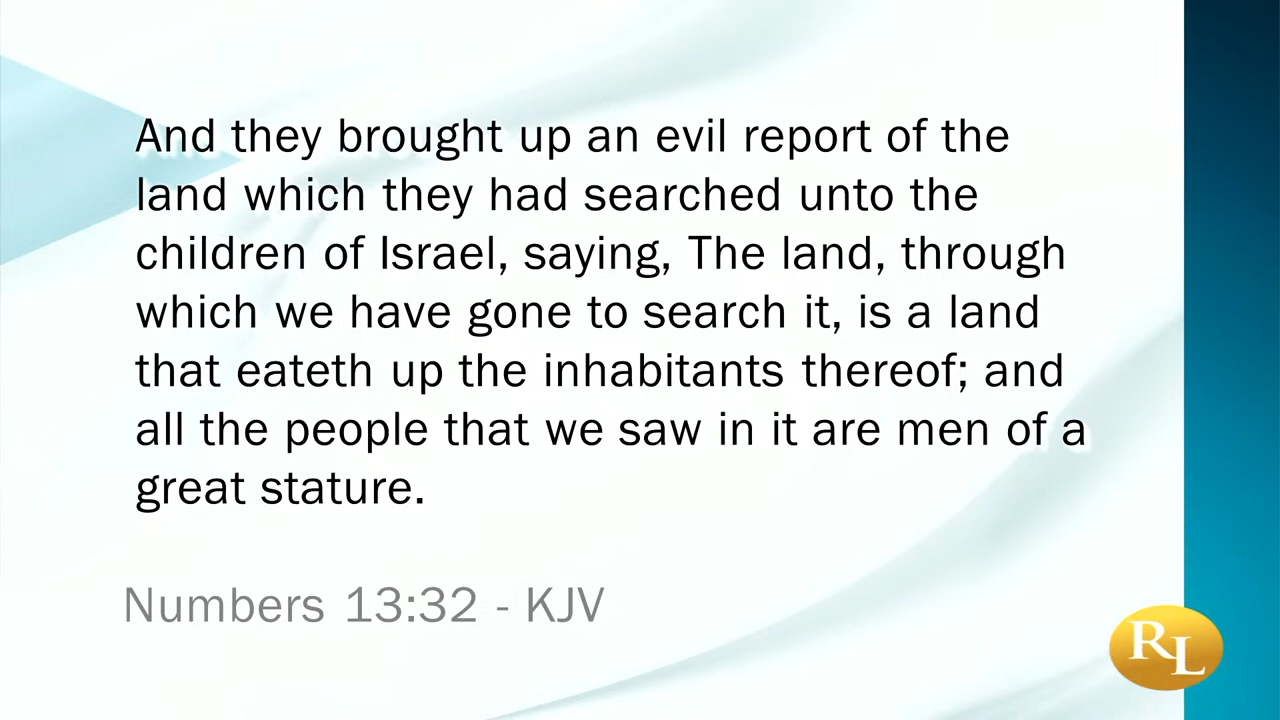 And they brought up an evil report of the
land which they had searched unto the
children of Israel, saying, The land, through
which we have gone to search it, is a land
that eateth up the inhabitants thereof; and
all the people that we saw in it are men of a
great stature.
Numbers 13:32 - KJV
RL